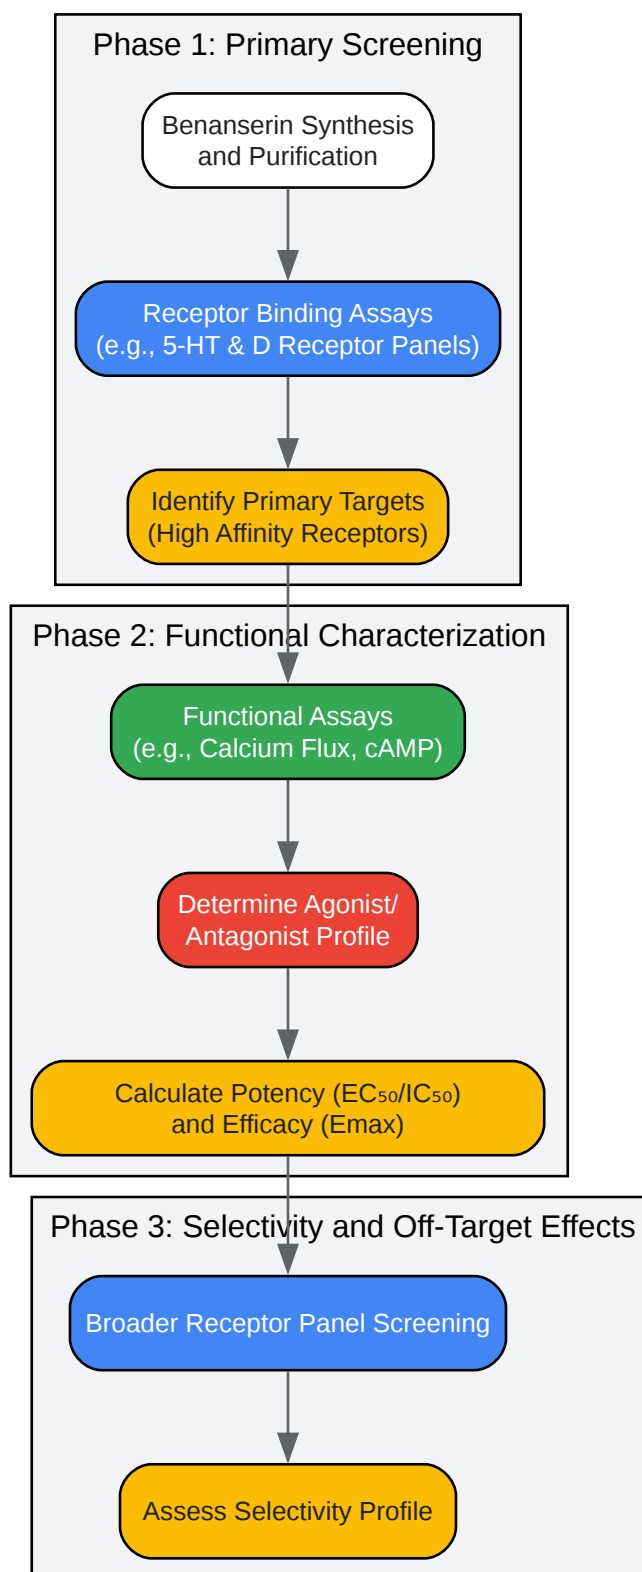 Phase 1: Primary Screening
Benanserin Synthesis
and Purification
Receptor Binding Assays
(e.g., 5-HT & D Receptor Panels)
Identify Primary Targets
(High Affinity Receptors)
Phase 2: Functional Characterization
Functional Assays
(e.g., Calcium Flux, cAMP)
Determine Agonist/
Antagonist Profile
Calculate Potency (EC₅₀/IC₅₀)
and Efficacy (Emax)
Phase 3: Selectivity and Off-Target Effects
Broader Receptor Panel Screening
Assess Selectivity Profile